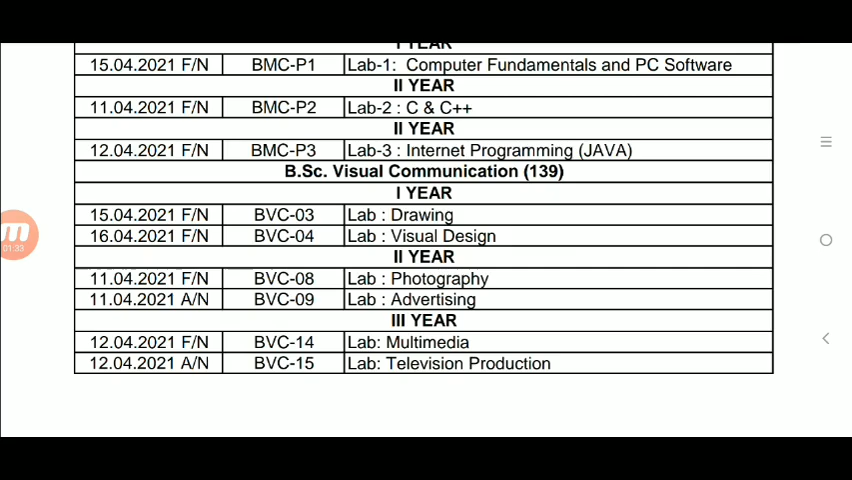 I YEAR
15.04.2021 F/N BMC-P1 Lab-1: Computer Fundamentals and PC Software
II YEAR
11.04.2021 F/N BMC-P2 Lab-2 : C & C++
II YEAR
12.04.2021 F/N BMC-P3 Lab-3 : Internet Programming (JAVA)
B.Sc. Visual Communication (139)
I YEAR
15.04.2021 F/N BVC-03 Lab : Drawing
16.04.2021 F/N BVC-04 Lab : Visual Design
II YEAR
11.04.2021 F/N BVC-08 Lab : Photography
11.04.2021 A/N BVC-09 Lab : Advertising
III YEAR
12.04.2021 F/N BVC-14 Lab: Multimedia
12.04.2021 A/N BVC-15 Lab: Television Production
01:33